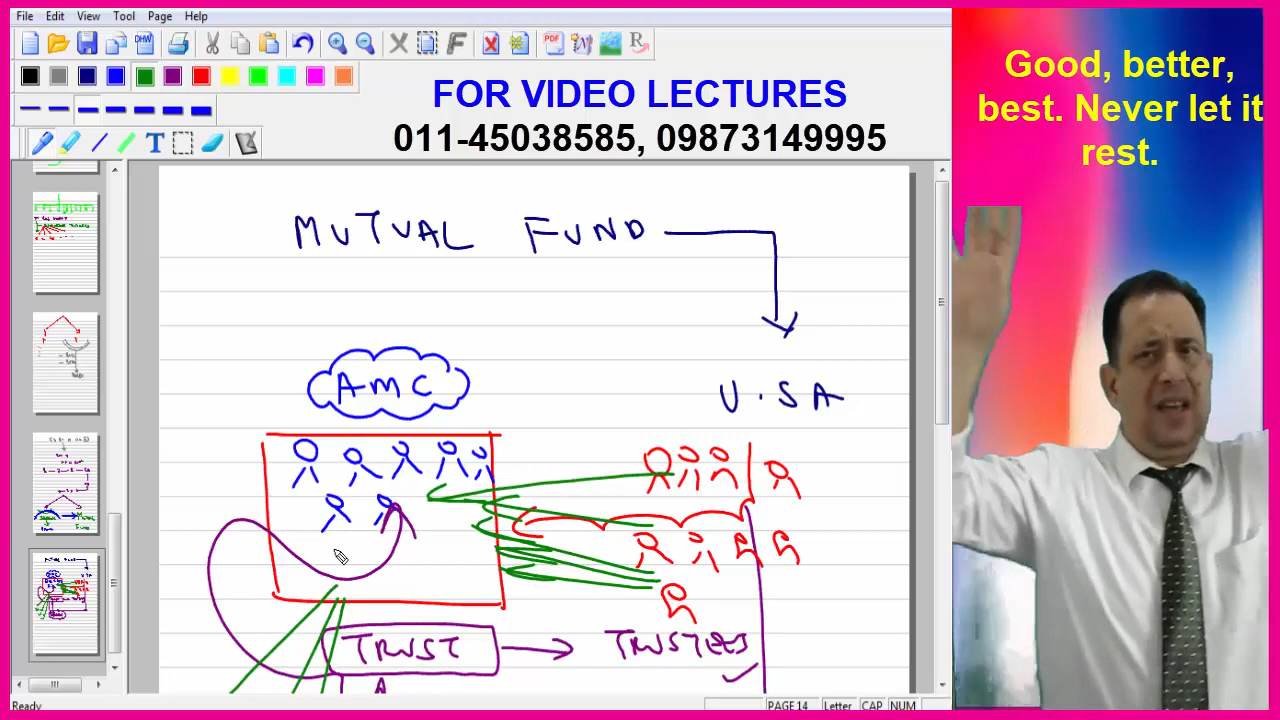 File Edit View Tool Page Help
FOR VIDEO LECTURES
011-45038585, 09873149995
Good, better,
best. Never let it
rest.
MUTUAL FUND
AMC
U.SA
TRUST
TRUSTEES
A
Ready
PAGE 14 Letter CAP NUM